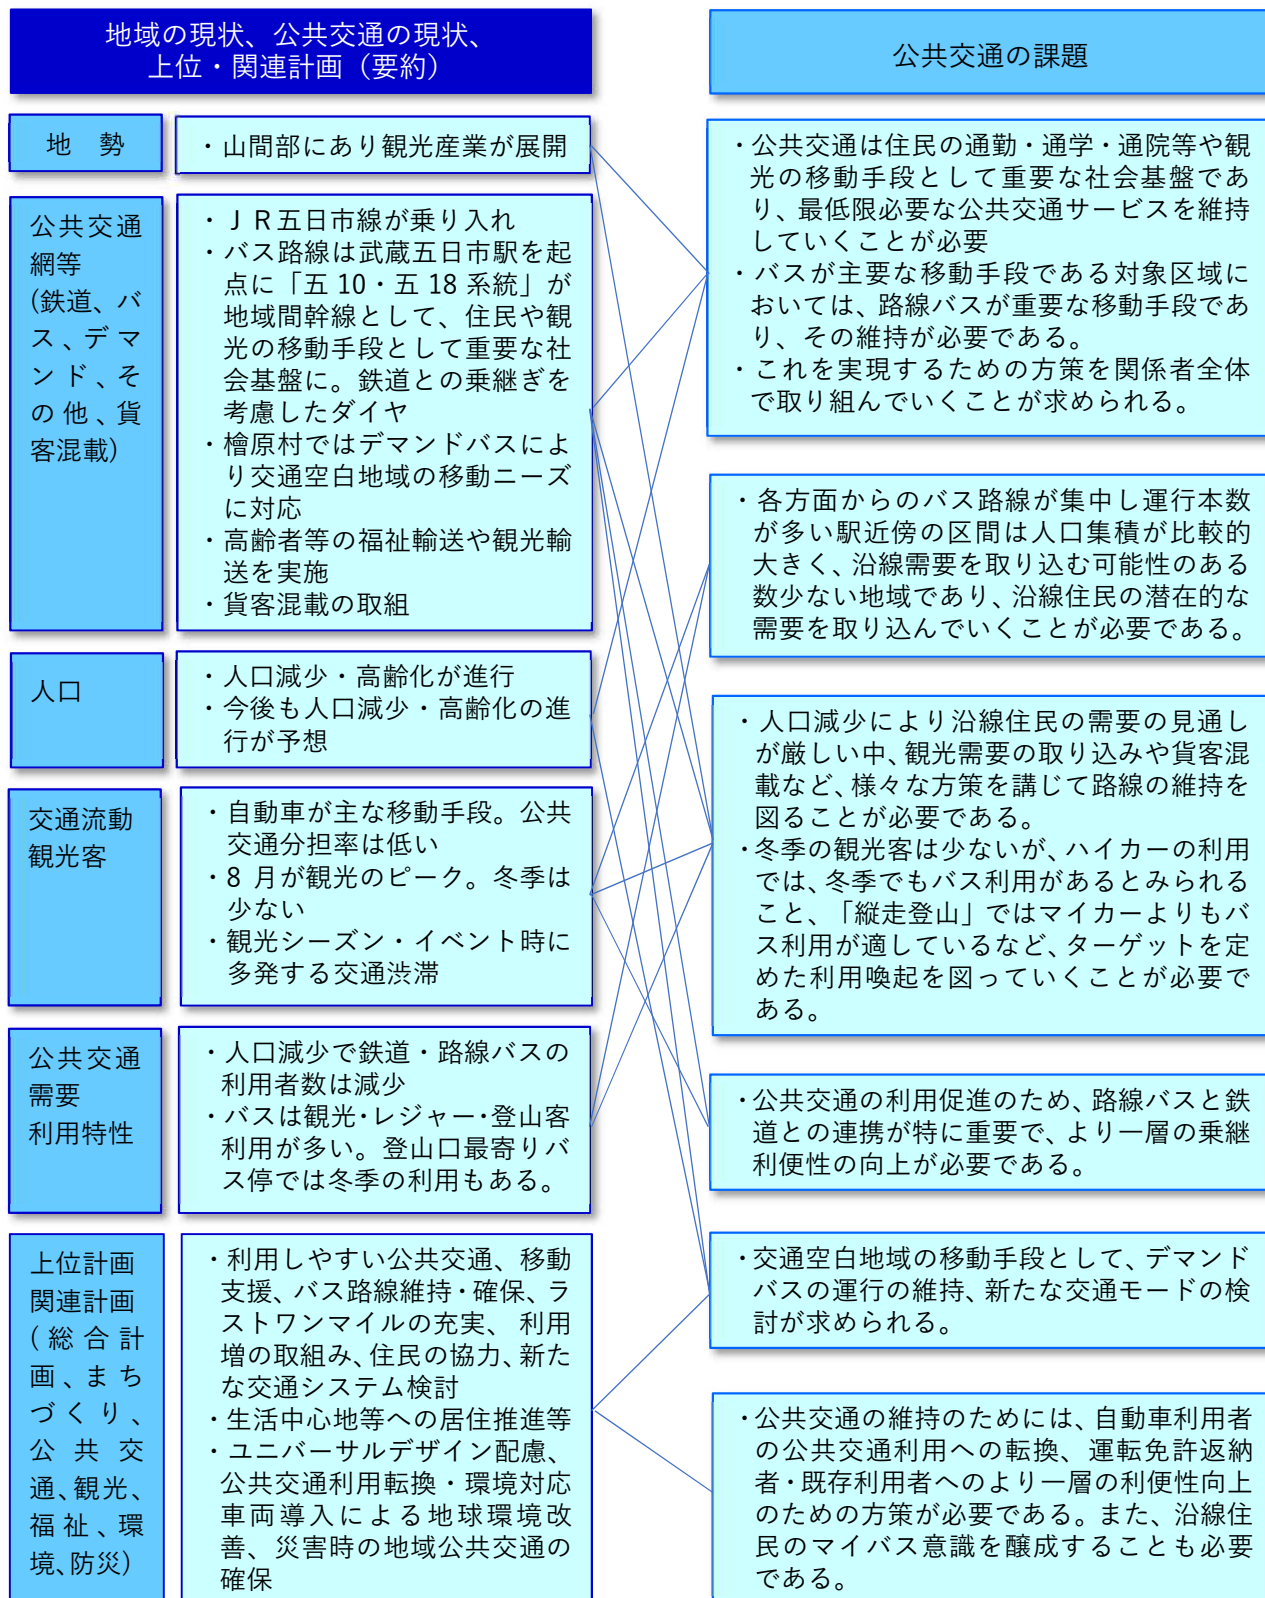 地域の現状、公共交通の現状、
上位・関連計画（要約）
地　勢
・山間部にあり観光産業が展開
公共交通
網等
(鉄道、バ
ス、デマ
ンド、そ
の他、貨
客混載)
・ＪＲ五日市線が乗り入れ
・バス路線は武蔵五日市駅を起
点に「五 10・五 18 系統」が
地域間幹線として、住民や観
光の移動手段として重要な社
会基盤に。鉄道との乗継ぎを
考慮したダイヤ
・檜原村ではデマンドバスによ
り交通空白地域の移動ニーズ
に対応
・高齢者等の福祉輸送や観光輸
送を実施
・貨客混載の取組
人口
・人口減少・高齢化が進行
・今後も人口減少・高齢化の進
行が予想
交通流動
観光客
・自動車が主な移動手段。公共
交通分担率は低い
・8 月が観光のピーク。冬季は
少ない
・観光シーズン・イベント時に
多発する交通渋滞
公共交通
需要
利用特性
・人口減少で鉄道・路線バスの
利用者数は減少
・バスは観光・レジャー・登山客
利用が多い。登山口最寄りバ
ス停では冬季の利用もある。
上位計画
関連計画
(総合計
画、まち
づくり、
公共交
通、観光、
福祉、環
境、防災)
・利用しやすい公共交通、移動
支援、バス路線維持・確保、ラ
ストワンマイルの充実、利用
増の取組み、住民の協力、新た
な交通システム検討
・生活中心地等への居住推進等
・ユニバーサルデザイン配慮、
公共交通利用転換・環境対応
車両導入による地球環境改
善、災害時の地域公共交通の
確保
公共交通の課題
・公共交通は住民の通勤・通学・通院等や観
光の移動手段として重要な社会基盤であ
り、最低限必要な公共交通サービスを維持
していくことが必要
・バスが主要な移動手段である対象区域に
おいては、路線バスが重要な移動手段であ
り、その維持が必要である。
・これを実現するための方策を関係者全体
で取り組んでいくことが求められる。
・各方面からのバス路線が集中し運行本数
が多い駅近傍の区間は人口集積が比較的
大きく、沿線需要を取り込む可能性のある
数少ない地域であり、沿線住民の潜在的な
需要を取り込んでいくことが必要である。
・人口減少により沿線住民の需要の見通し
が厳しい中、観光需要の取り込みや貨客混
載など、様々な方策を講じて路線の維持を
図ることが必要である。
・冬季の観光客は少ないが、ハイカーの利用
では、冬季でもバス利用があるとみられる
こと、「縦走登山」ではマイカーよりもバ
ス利用が適しているなど、ターゲットを定
めた利用喚起を図っていくことが必要で
ある。
・公共交通の利用促進のため、路線バスと鉄
道との連携が特に重要で、より一層の乗継
利便性の向上が必要である。
・交通空白地域の移動手段として、デマンド
バスの運行の維持、新たな交通モードの検
討が求められる。
・公共交通の維持のためには、自動車利用者
の公共交通利用への転換、運転免許返納
者・既存利用者へのより一層の利便性向上
のための方策が必要である。また、沿線住
民のマイバス意識を醸成することも必要
である。